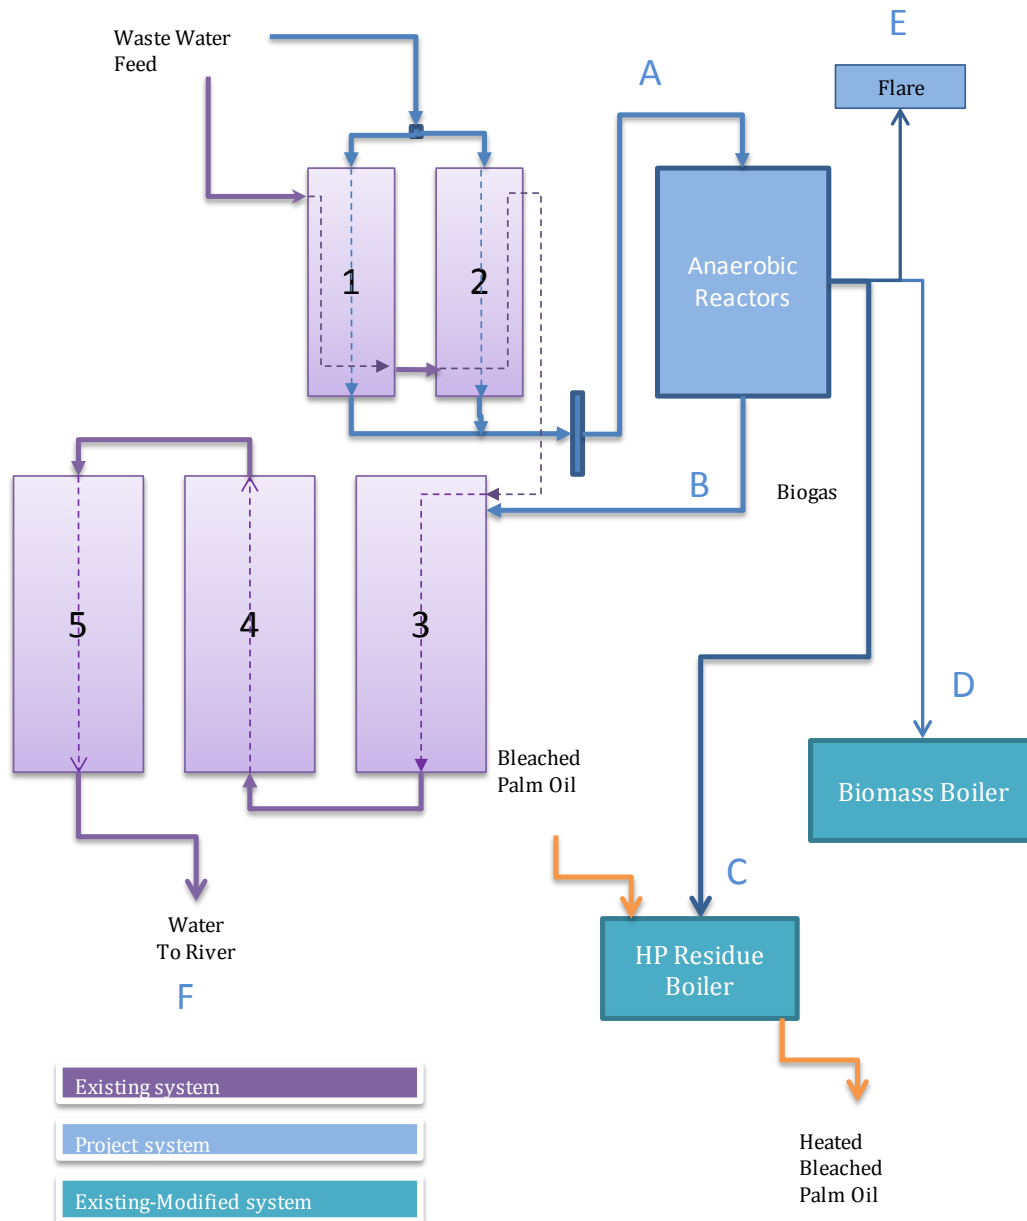 E
Waste Water
Feed
A
Flare
1
2
Anaerobic
Reactors
B
Biogas
5
4
3
D
Bleached
Palm Oil
Biomass Boiler
C
Water
To River
HP Residue
Boiler
F
Existing system
Project system
Heated
Bleached
Palm Oil
Existing-Modified system